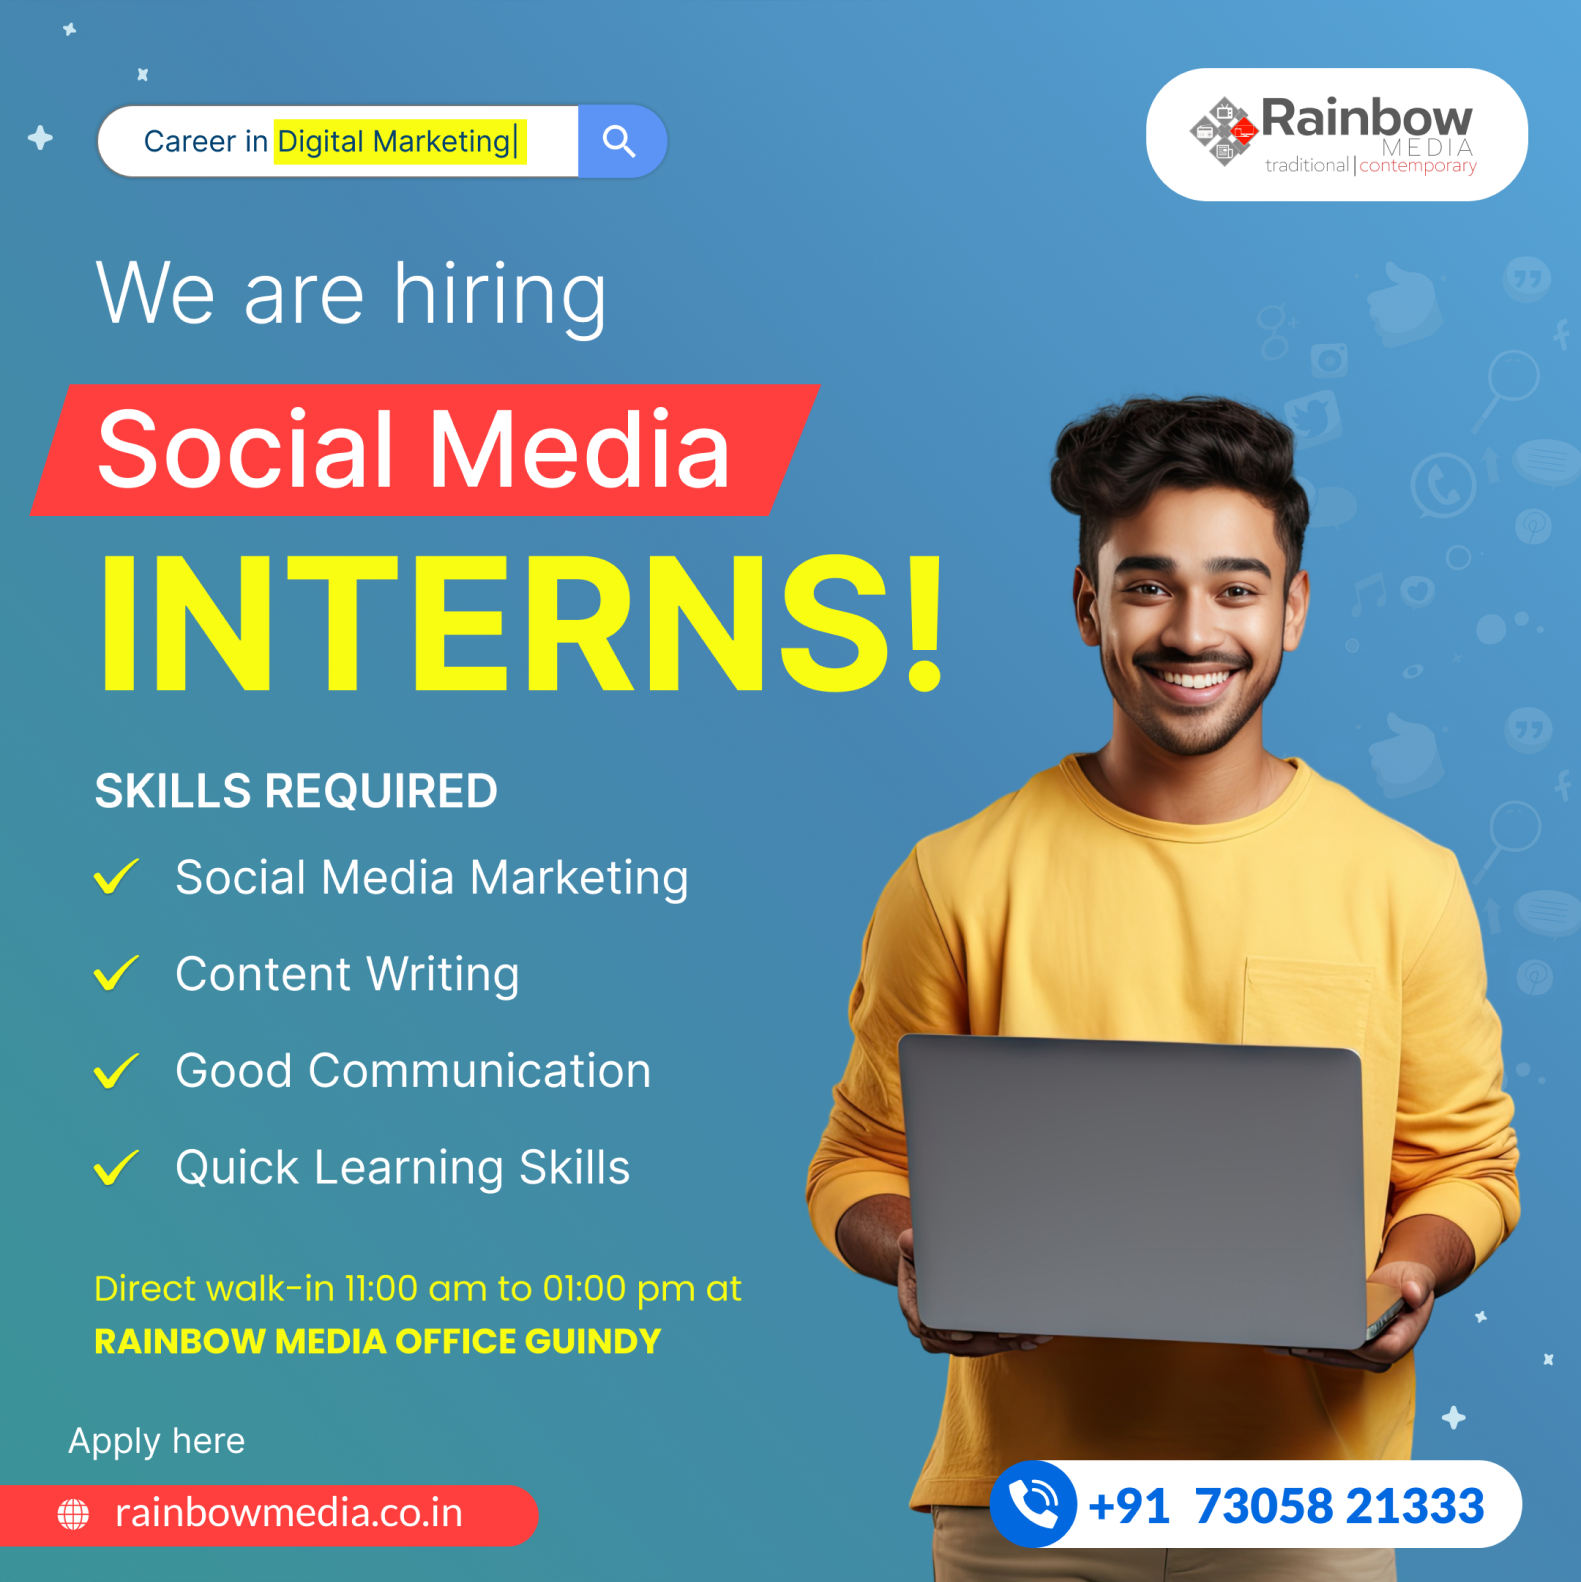 Career in Digital Marketing|
Rainbow
MEDIA
traditional|contemporary
We are hiring
Social Media
INTERNS!
SKILLS REQUIRED
Social Media Marketing
Content Writing
Good Communication
Quick Learning Skills
Direct walk-in 11:00 am to 01:00 pm at
RAINBOW MEDIA OFFICE GUINDY
Apply here
rainbowmedia.co.in
+91 73058 21333